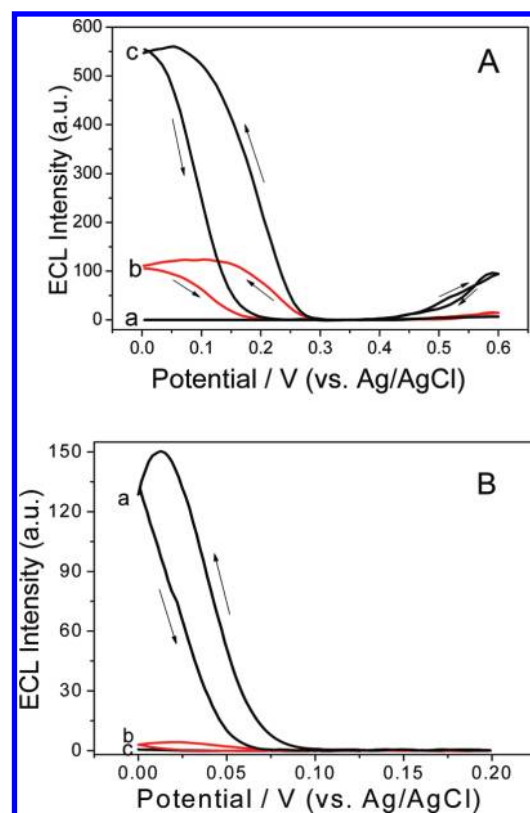 A
ECL Intensity (a.u.)
600
500
400
300
200
100
0
c
b
a
0.0 0.1 0.2 0.3 0.4 0.5 0.6
Potential / V (vs. Ag/AgCl)
B
ECL Intensity (a.u.)
150
120
90
60
30
0
a
b
c
0.00 0.05 0.10 0.15 0.20
Potential / V (vs. Ag/AgCl)